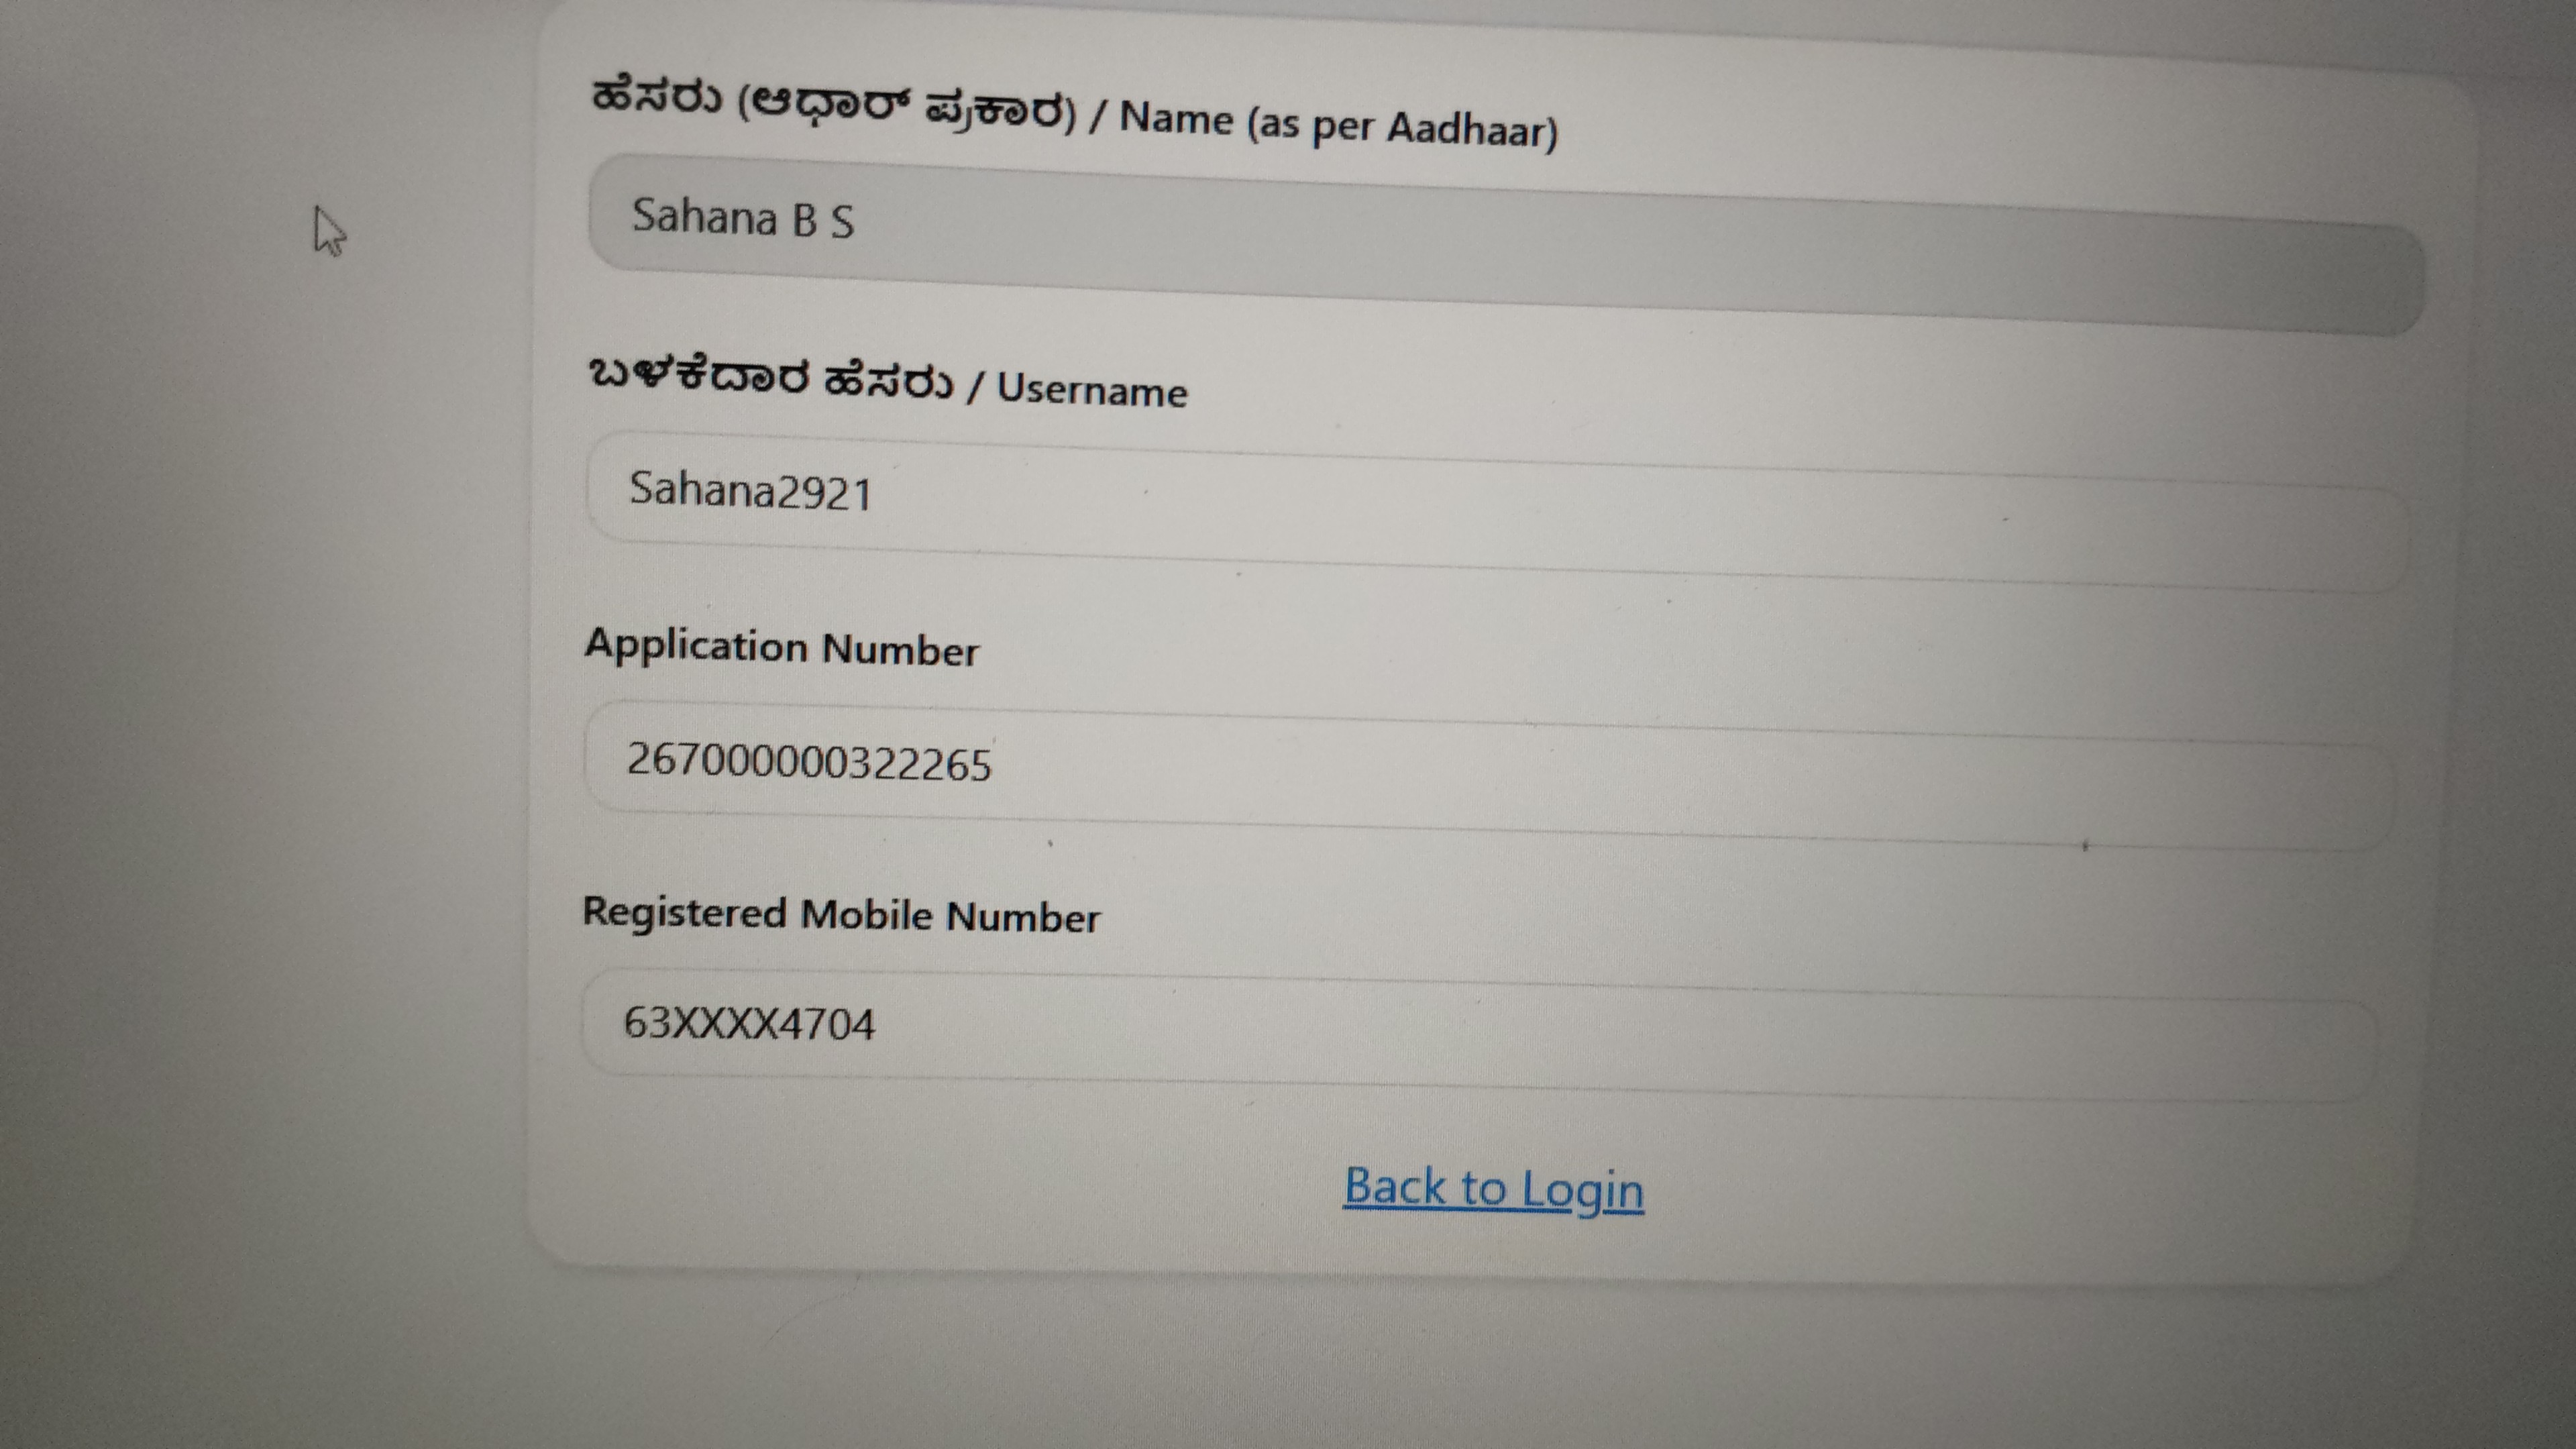 ಹೆಸರು (ಆಧಾರ್ ಪ್ರಕಾರ) / Name (as per Aadhaar)
Sahana B S
ಬಳಕೆದಾರ ಹೆಸರು / Username
Sahana2921
Application Number
267000000322265
Registered Mobile Number
63XXXX4704
Back to Login